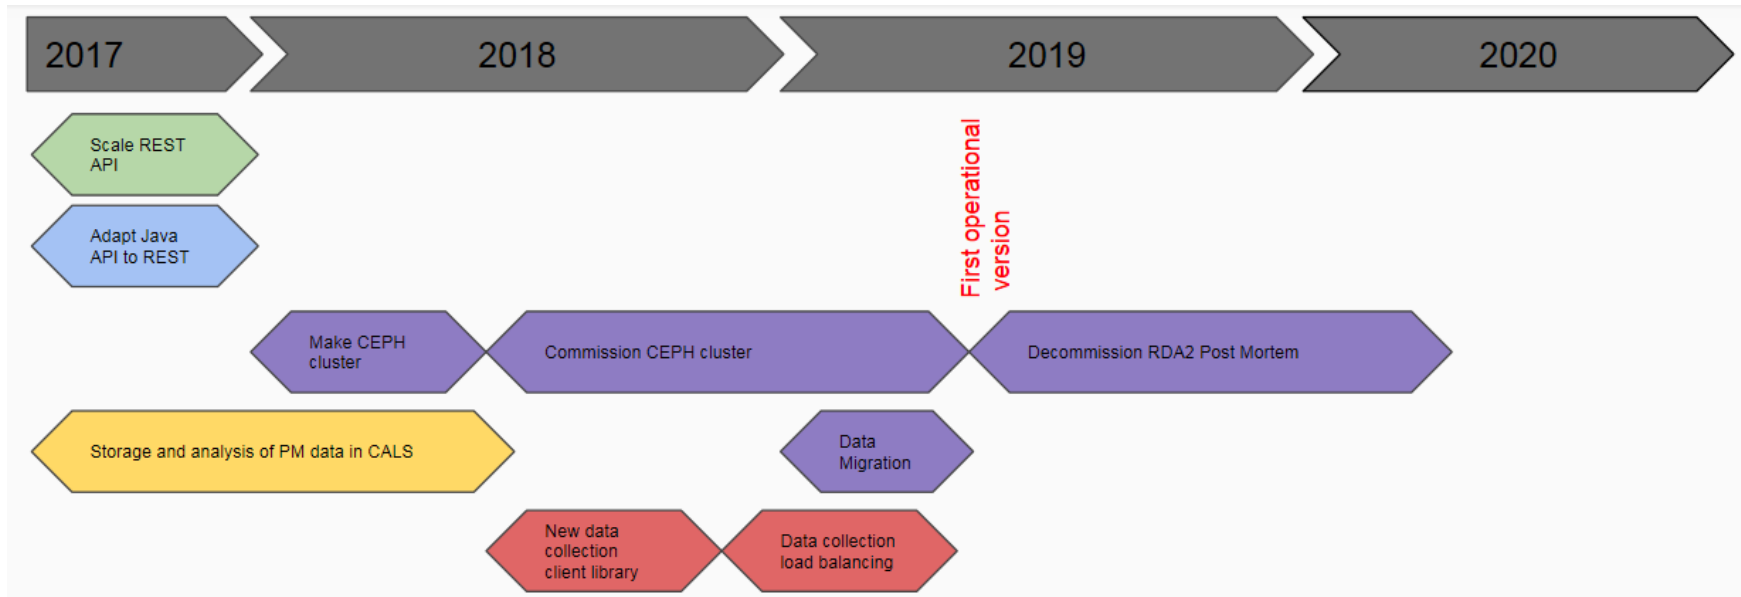 2017
2018
2019
2020
Scale REST
API
Adapt Java
API to REST
First operational
version
Make CEPH
cluster
Commission CEPH cluster
Decommission RDA2 Post Mortem
Storage and analysis of PM data in CALS
Data
Migration
New data
collection
client library
Data collection
load balancing